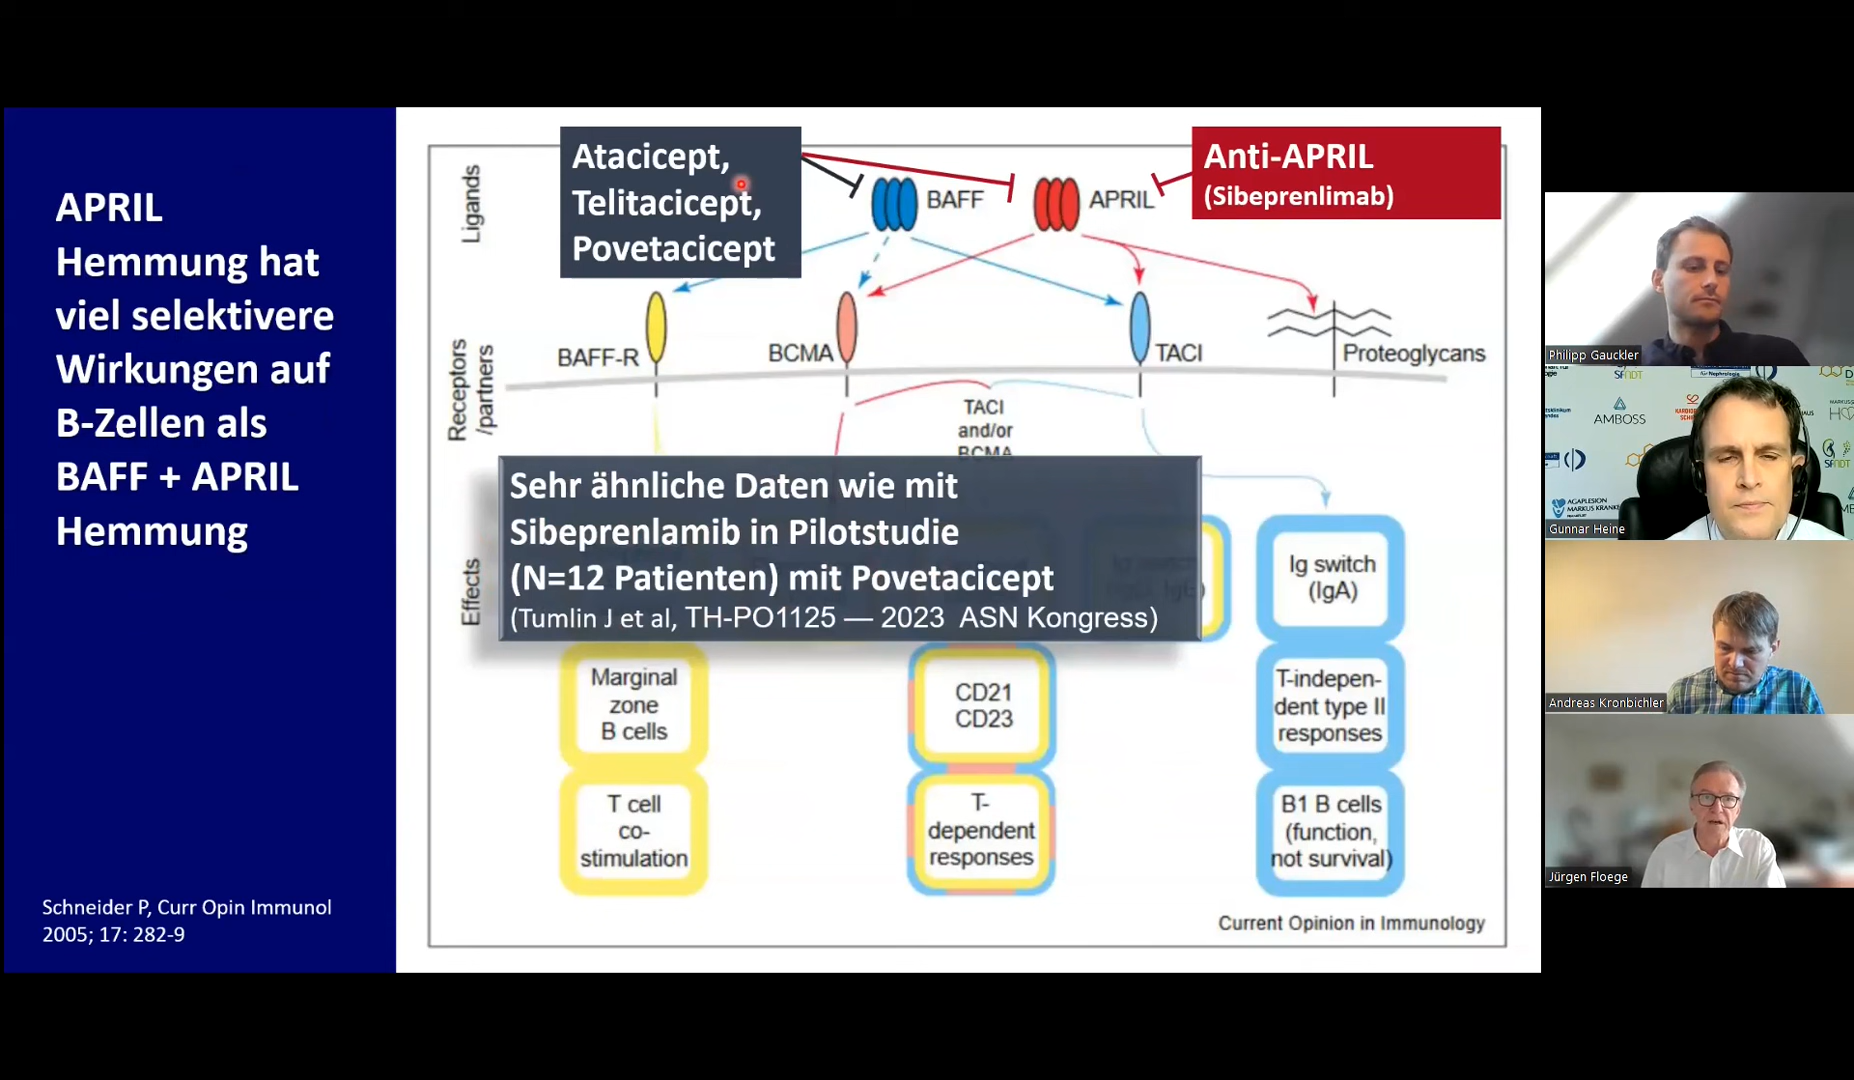 APRIL
Hemmung hat
viel selektivere
Wirkungen auf
B-Zellen als
BAFF + APRIL
Hemmung
Schneider P, Curr Opin Immunol
2005; 17: 282-9
Ligands
Atacicept,
Telitacicept,
Povetacicept
BAFF
APRIL
Anti-APRIL
(Sibeprenlimab)
Receptors
/partners
BAFF-R
BCMA
TACI
Proteoglycans
TACI
and/or
BCMA
Effects
Sehr ähnliche Daten wie mit
Sibeprenlamib in Pilotstudie
(N=12 Patienten) mit Povetacicept
(Tumlin J et al, TH-PO1125 — 2023 ASN Kongress)
Ig switch
(IgA)
Marginal
zone
B cells
CD21
CD23
T-indepen-
dent type II
responses
T cell
co-
stimulation
T-
dependent
responses
B1 B cells
(function,
not survival)
Current Opinion in Immunology
Philipp Gauckler
für Nephrologie
AMBOSS
AGAPLESION
Gunnar Heine
Andreas Kronbichler
Jürgen Floege